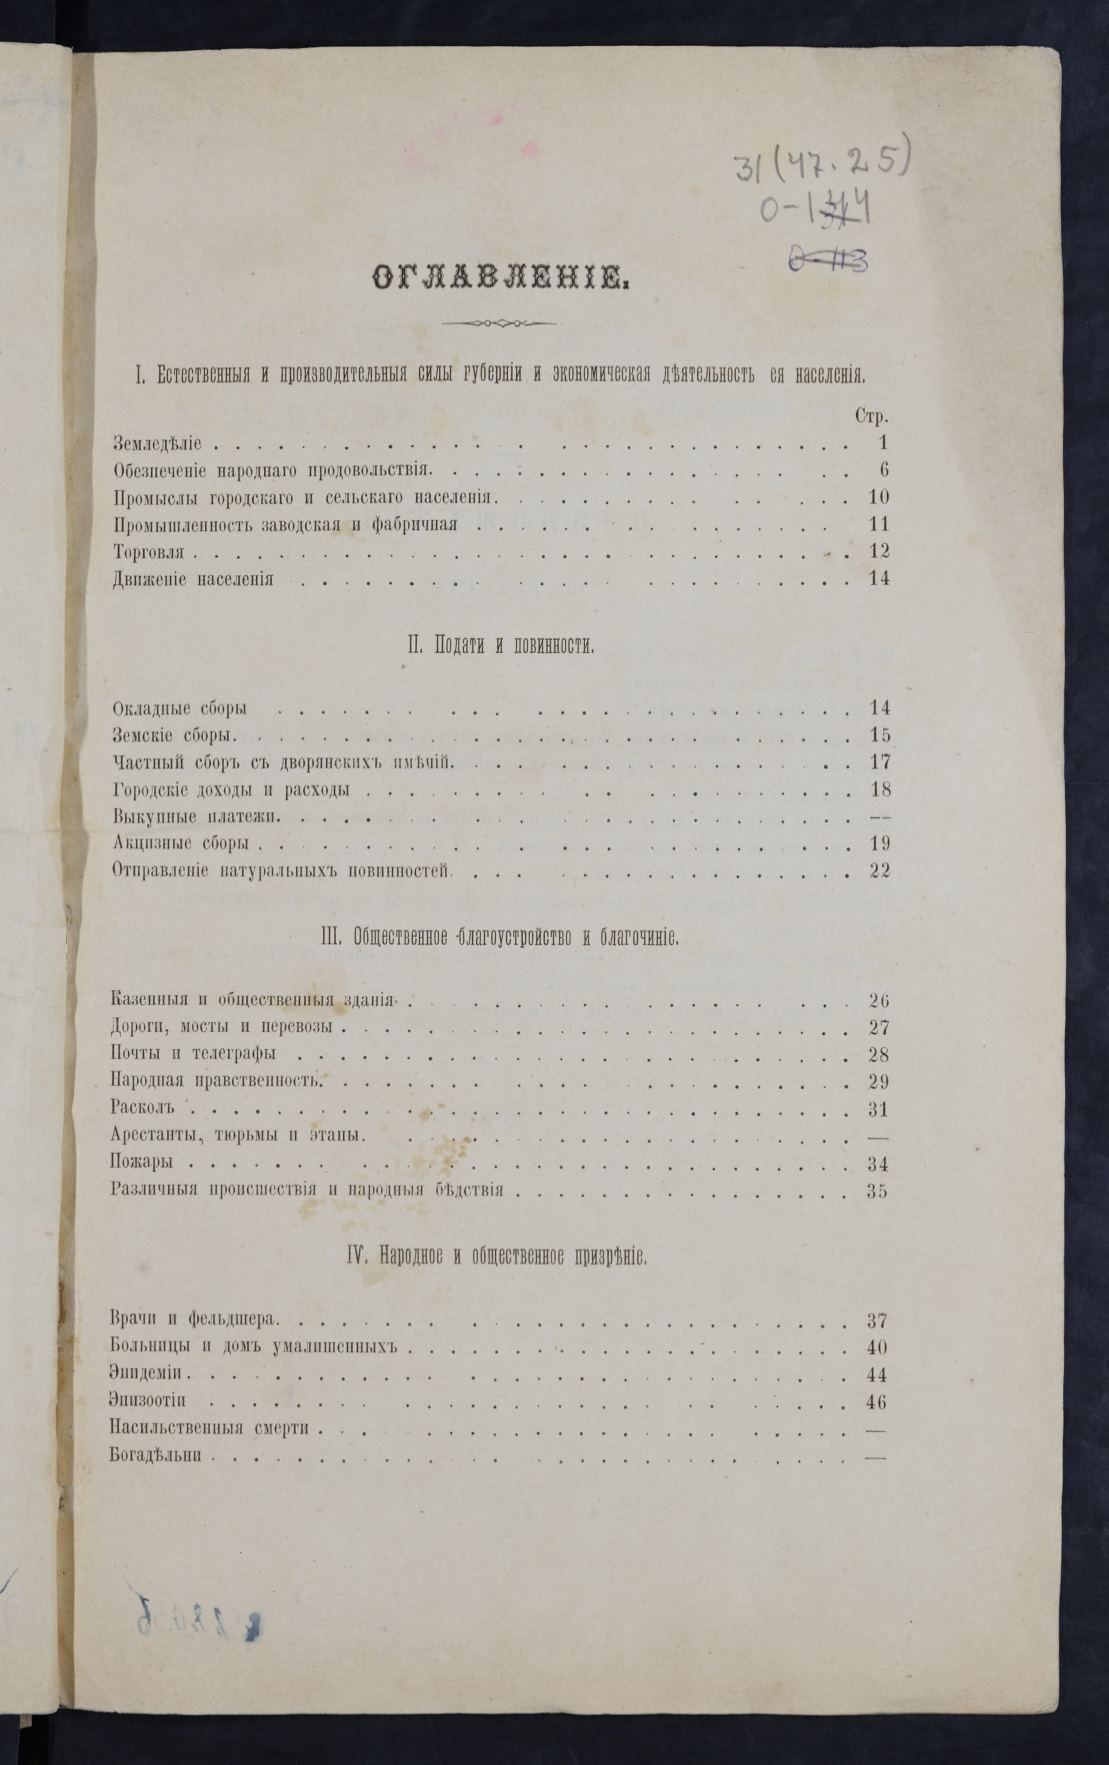 31(47.25)
ОГЛАВЛЕНІЕ.
I. Естественныя и производительныя силы губерніи и экономическая дѣятельность ея населенія.
Стр.
Земледѣліе . . . . . . . . . . . . . . . . . . . . 1
Обезпеченіе народнаго продовольствія. . . . . . . . . . . . . . . 6
Промыслы городскаго и сельскаго населенія. . . . . . . . . . . . . 10
Промышленность заводская и фабричная . . . . . . . . . . . . . 11
Торговля . . . . . . . . . . . . . . . . . . . . 12
Движеніе населенія . . . . . . . . . . . . . . . . . . 14
II. Подати и повинности.
Окладные сборы . . . . . . . . . . . . . . . . . . 14
Земскіе сборы. . . . . . . . . . . . . . . . . . . 15
Частный сборъ съ дворянскихъ имѣній. . . . . . . . . . . . . . 17
Городскіе доходы и расходы . . . . . . . . . . . . . . . . 18
Выкупные платежи. . . . . . . . . . . . . . . . . . —
Акцизные сборы . . . . . . . . . . . . . . . . . . 19
Отправленіе натуральныхъ повинностей. . . . . . . . . . . . . . 22
III. Общественное благоустройство и благочиніе.
Казенныя и общественныя зданія . . . . . . . . . . . . . . . 26
Дороги, мосты и перевозы . . . . . . . . . . . . . . . . . 27
Почты и телеграфы . . . . . . . . . . . . . . . . . . 28
Народная нравственность. . . . . . . . . . . . . . . . . 29
Расколъ . . . . . . . . . . . . . . . . . . . . . 31
Арестанты, тюрьмы и этапы. . . . . . . . . . . . . . . . —
Пожары . . . . . . . . . . . . . . . . . . . . . 34
Различныя происшествія и народныя бѣдствія . . . . . . . . . . . . 35
IV. Народное и общественное призрѣніе.
Врачи и фельдшера. . . . . . . . . . . . . . . . . . 37
Больницы и домъ умалишенныхъ . . . . . . . . . . . . . . . 40
Эпидеміи . . . . . . . . . . . . . . . . . . . . 44
Эпизоотіи . . . . . . . . . . . . . . . . . . . . 46
Насильственныя смерти . . . . . . . . . . . . . . . . . —
Богадѣльни . . . . . . . . . . . . . . . . . . . . —